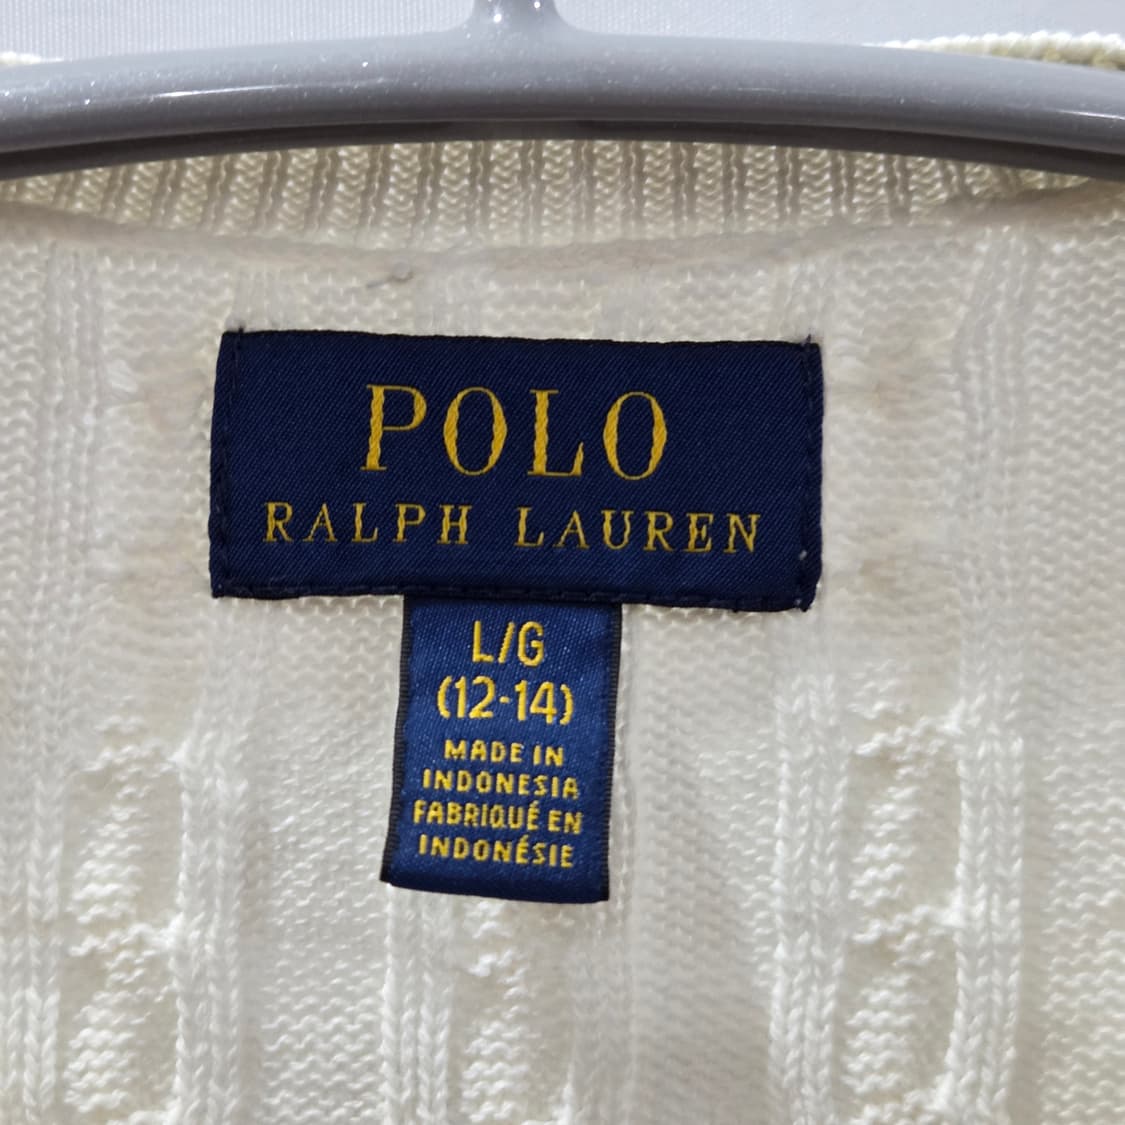 POLO
RALPH LAUREN
L/G
(12-14)
MADE IN
INDONESIA
FABRIQUÉ EN
INDONÉSIE